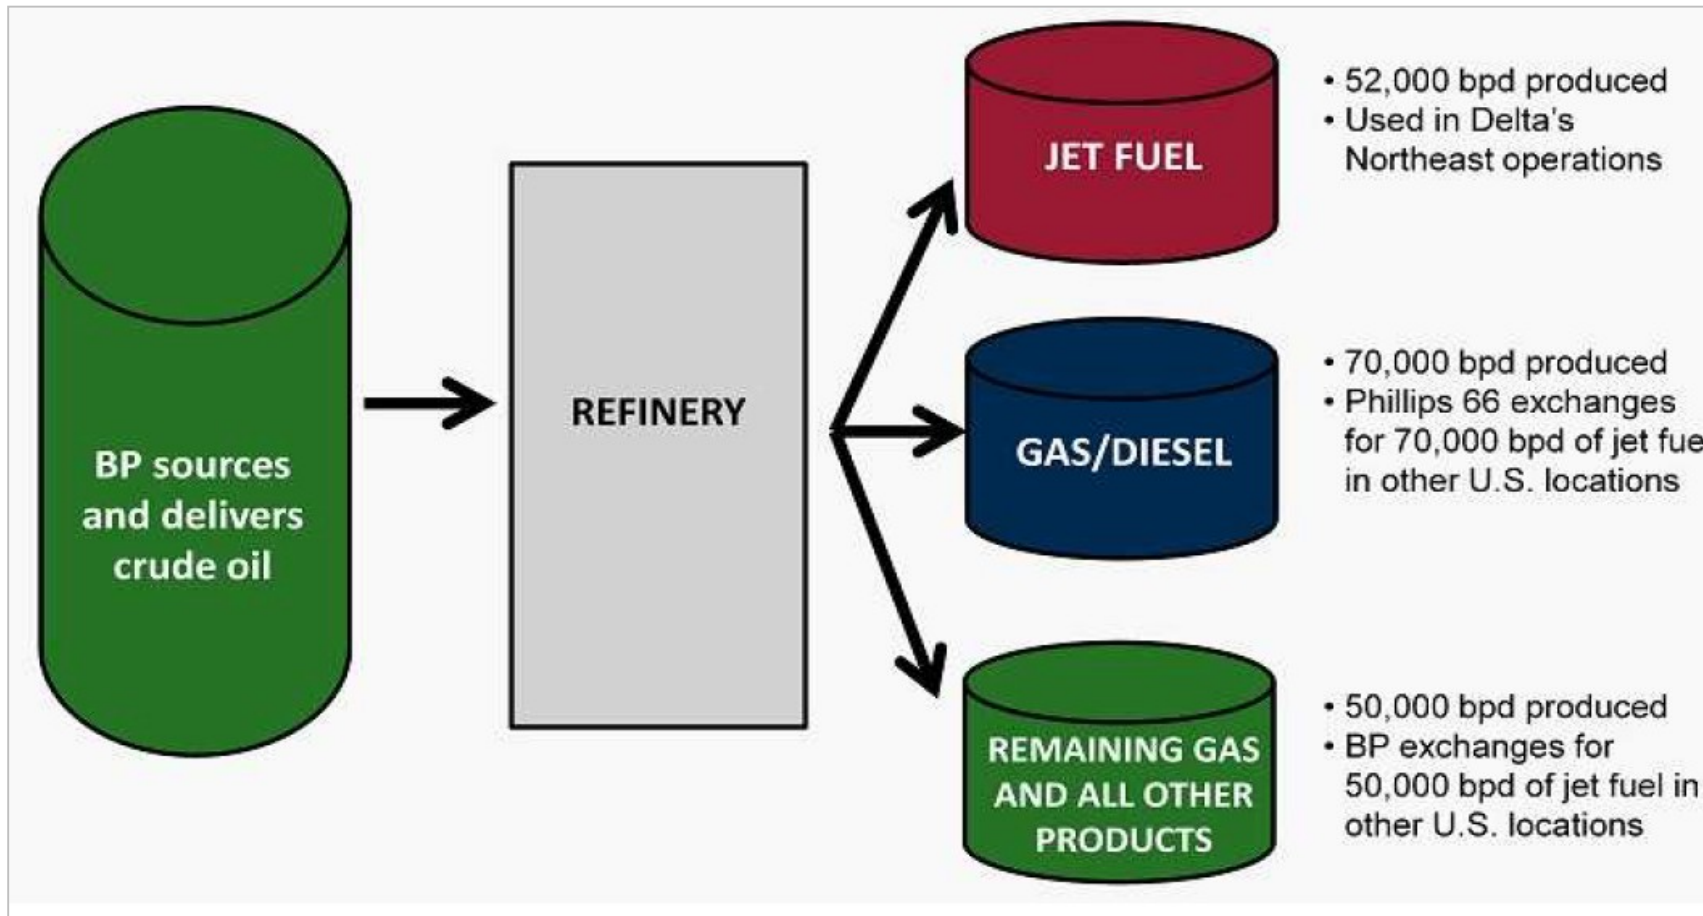 BP sources
and delivers
crude oil
REFINERY
JET FUEL
• 52,000 bpd produced
• Used in Delta's
Northeast operations
GAS/DIESEL
• 70,000 bpd produced
• Phillips 66 exchanges
for 70,000 bpd of jet fue
in other U.S. locations
REMAINING GAS
AND ALL OTHER
PRODUCTS
• 50,000 bpd produced
• BP exchanges for
50,000 bpd of jet fuel in
other U.S. locations